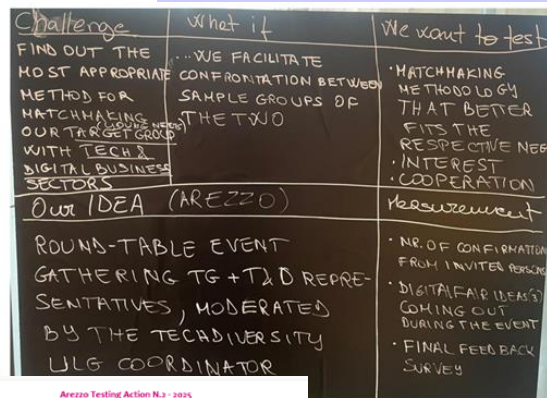 Challenge
FIND OUT THE
MOST APPROPRIATE
METHOD FOR
MATCHMAKING
OUR TARGET GROUP
WITH TECH &
DIGITAL BUSINESS
SECTORS
What if
...WE FACILITATE
CONFRONTATION BETWEEN
SAMPLE GROUPS OF
THE TWO
We want to test
• MATCHMAKING
METHODOLOGY
THAT BETTER
FITS THE
RESPECTIVE NEE
• INTEREST
• COOPERATION
Our IDEA (AREZZO)
ROUND-TABLE EVENT
GATHERING TG + T&D REPRE-
SENTATIVES, MODERATED
BY THE TECHDIVERSITY
ULG COORDINATOR
Measurement
• NR. OF CONFIRMATION
FROM INVITED PERSONS
• DIGITALFAIR IDEAS(3)
COMING OUT
DURING THE EVENT
• FINAL FEEDBACK
SURVEY
Arezzo Testing Action N.2 - 2025